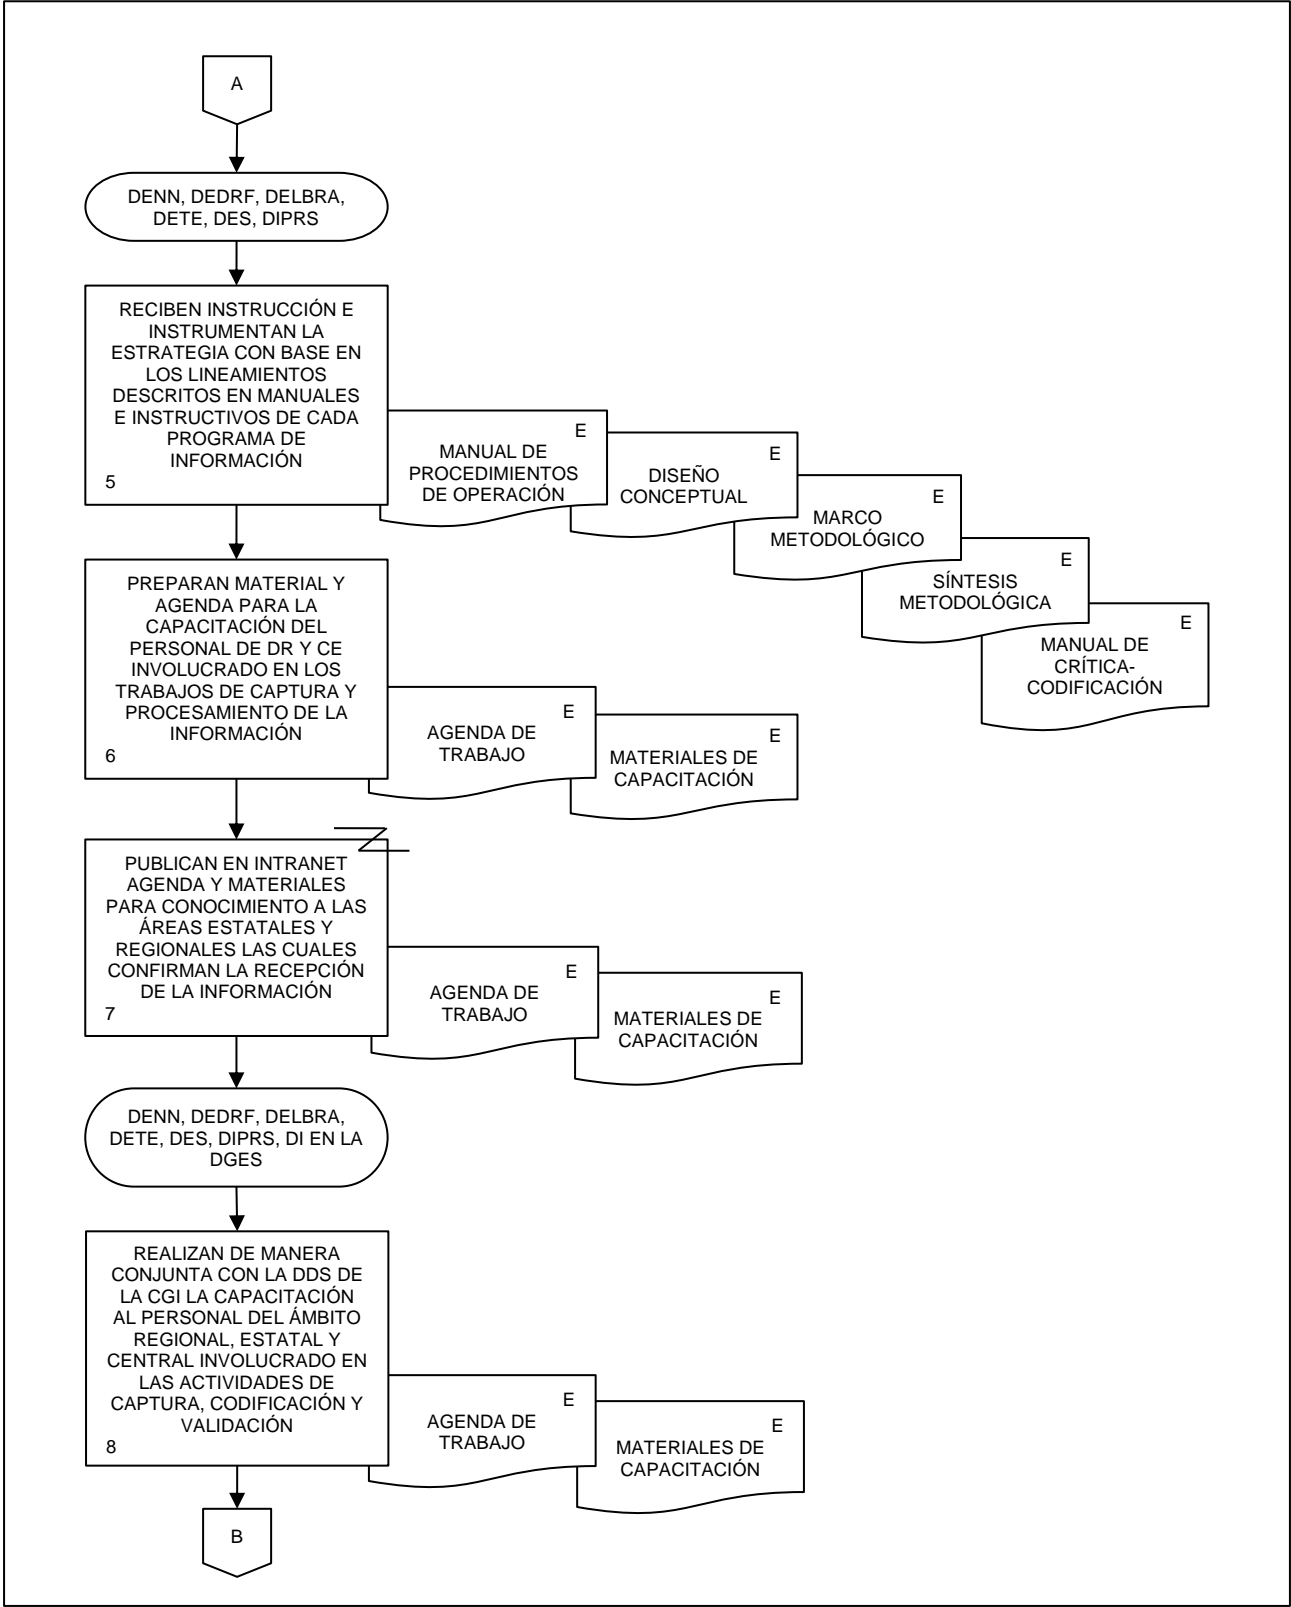 A
DENN, DEDRF, DELBRA,
DETE, DES, DIPRS
RECIBEN INSTRUCCIÓN E
INSTRUMENTAN LA
ESTRATEGIA CON BASE EN
LOS LINEAMIENTOS
DESCRITOS EN MANUALES
E INSTRUCTIVOS DE CADA
PROGRAMA DE
INFORMACIÓN
5
E
MANUAL DE
PROCEDIMIENTOS
DE OPERACIÓN
E
DISEÑO
CONCEPTUAL
E
MARCO
METODOLÓGICO
E
SÍNTESIS
METODOLÓGICA
E
MANUAL DE
CRÍTICA-
CODIFICACIÓN
PREPARAN MATERIAL Y
AGENDA PARA LA
CAPACITACIÓN DEL
PERSONAL DE DR Y CE
INVOLUCRADO EN LOS
TRABAJOS DE CAPTURA Y
PROCESAMIENTO DE LA
INFORMACIÓN
6
E
AGENDA DE
TRABAJO
E
MATERIALES DE
CAPACITACIÓN
PUBLICAN EN INTRANET
AGENDA Y MATERIALES
PARA CONOCIMIENTO A LAS
ÁREAS ESTATALES Y
REGIONALES LAS CUALES
CONFIRMAN LA RECEPCIÓN
DE LA INFORMACIÓN
7
E
AGENDA DE
TRABAJO
E
MATERIALES DE
CAPACITACIÓN
DENN, DEDRF, DELBRA,
DETE, DES, DIPRS, DI EN LA
DGES
REALIZAN DE MANERA
CONJUNTA CON LA DDS DE
LA CGI LA CAPACITACIÓN
AL PERSONAL DEL ÁMBITO
REGIONAL, ESTATAL Y
CENTRAL INVOLUCRADO EN
LAS ACTIVIDADES DE
CAPTURA, CODIFICACIÓN Y
VALIDACIÓN
8
E
AGENDA DE
TRABAJO
E
MATERIALES DE
CAPACITACIÓN
B